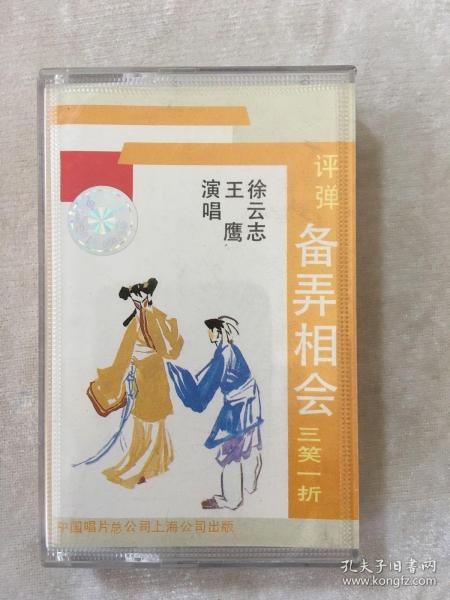 评弹
备弄相会
三笑一折
徐云志
王鹰
演唱
中国唱片总公司上海公司出版
孔夫子旧书网
www.kongfz.com